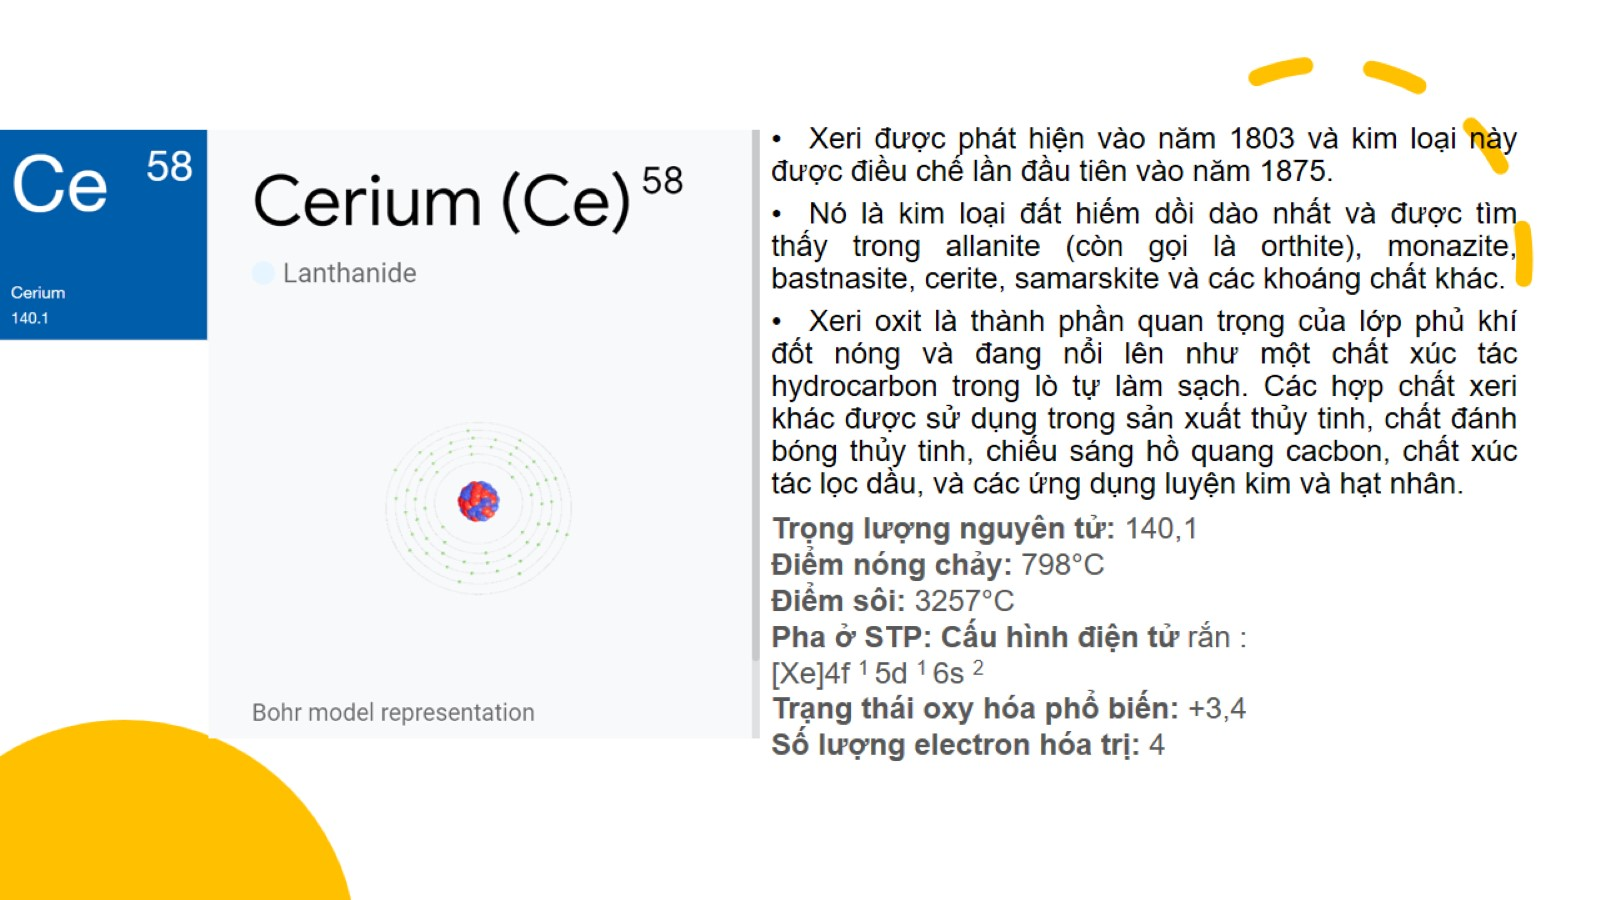 Ce 58
Cerium
140.1
Cerium (Ce) 58
Lanthanide
Bohr model representation
• Xeri được phát hiện vào năm 1803 và kim loại này
được điều chế lần đầu tiên vào năm 1875.
• Nó là kim loại đất hiếm dồi dào nhất và được tìm
thấy trong allanite (còn gọi là orthite), monazite,
bastnasite, cerite, samarskite và các khoáng chất khác.
• Xeri oxit là thành phần quan trọng của lớp phủ khí
đốt nóng và đang nổi lên như một chất xúc tác
hydrocarbon trong lò tự làm sạch. Các hợp chất xeri
khác được sử dụng trong sản xuất thủy tinh, chất đánh
bóng thủy tinh, chiếu sáng hồ quang cacbon, chất xúc
tác lọc dầu, và các ứng dụng luyện kim và hạt nhân.
Trọng lượng nguyên tử: 140,1
Điểm nóng chảy: 798°C
Điểm sôi: 3257°C
Pha ở STP: Cấu hình điện tử rắn :
[Xe]4f 1 5d 1 6s 2
Trạng thái oxy hóa phổ biến: +3,4
Số lượng electron hóa trị: 4